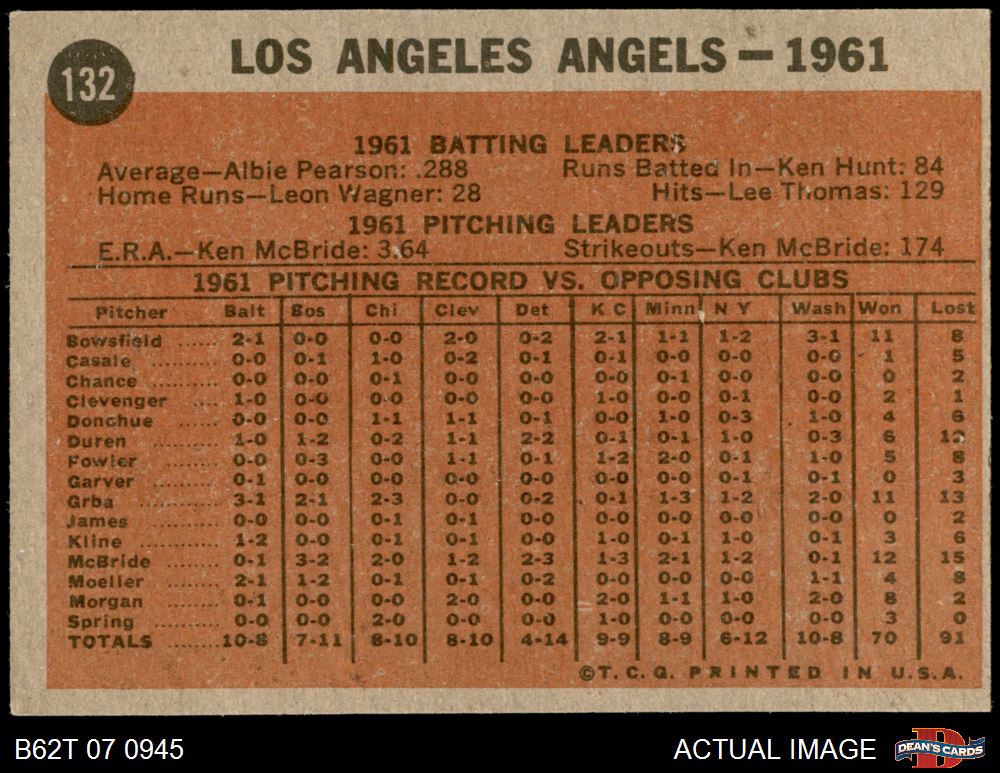 132
LOS ANGELES ANGELS — 1961
1961 BATTING LEADERS
Average—Albie Pearson: .288 Runs Batted In—Ken Hunt: 84
Home Runs—Leon Wagner: 28 Hits—Lee Thomas: 129
1961 PITCHING LEADERS
E.R.A.—Ken McBride: 3.64 Strikeouts—Ken McBride: 174
1961 PITCHING RECORD VS. OPPOSING CLUBS
Pitcher Balt Bos Chi Clev Det K C Minn N Y Wash Won Lost
Bowsfield ...... 2-1 0-0 0-0 2-0 0-2 2-1 1-1 1-2 3-1 11 8
Casale .......... 0-0 0-1 1-0 0-2 0-1 0-1 0-0 0-0 0-0 1 5
Chance .......... 0-0 0-0 0-1 0-0 0-0 0-0 0-1 0-0 0-0 0 2
Clevenger .... 1-0 0-0 0-0 0-0 0-0 1-0 0-0 0-1 0-0 2 1
Donohue ...... 0-0 0-0 1-1 1-1 0-1 0-0 1-0 0-3 1-0 4 6
Duren .......... 1-0 1-2 0-2 1-1 2-2 0-1 0-1 1-0 0-3 6 12
Fowler ........ 0-0 0-3 0-0 1-1 0-1 1-2 2-0 0-1 1-0 5 8
Garver .......... 0-1 0-0 0-0 0-0 0-0 0-0 0-0 0-1 0-1 0 3
Grba .............. 3-1 2-1 2-3 0-0 0-2 0-1 1-3 1-2 2-0 11 13
James .......... 0-0 0-0 0-1 0-1 0-0 0-0 0-0 0-0 0-0 0 2
Kline ............ 1-2 0-0 0-1 0-1 0-0 1-0 0-1 1-0 0-1 3 6
McBride ........ 0-1 3-2 2-0 1-2 2-3 1-3 2-1 1-2 0-1 12 15
Moeller ........ 2-1 1-2 0-1 0-1 0-2 0-0 0-0 0-0 1-1 4 8
Morgan ........ 0-1 0-0 0-0 2-0 0-0 2-0 1-1 1-0 2-0 8 2
Spring .......... 0-0 0-0 2-0 0-0 0-0 1-0 0-0 0-0 0-0 3 0
TOTALS ........ 10-8 7-11 8-10 8-10 4-14 9-9 8-9 6-12 10-8 70 91
©T. C. G. PRINTED IN U.S.A.
B62T 07 0945 ACTUAL IMAGE DEAN'S CARDS